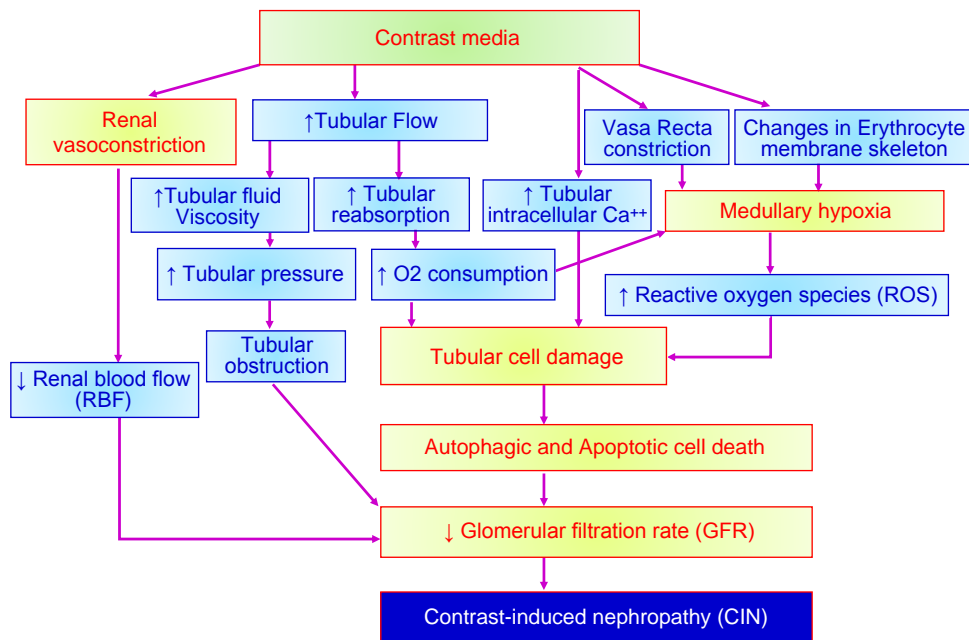 Contrast media
Renal
vasoconstriction
↑Tubular Flow
Vasa Recta
constriction
Changes in Erythrocyte
membrane skeleton
↑Tubular fluid
Viscosity
↑ Tubular
reabsorption
↑ Tubular
intracellular Ca++
Medullary hypoxia
↑ Tubular pressure
↑ O2 consumption
↑ Reactive oxygen species (ROS)
Tubular
obstruction
Tubular cell damage
↓ Renal blood flow
(RBF)
Autophagic and Apoptotic cell death
↓ Glomerular filtration rate (GFR)
Contrast-induced nephropathy (CIN)